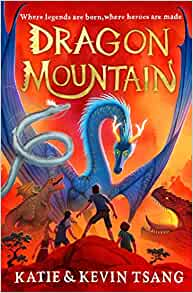 Where legends are born, where heroes are made
DRAGON
MOUNTAIN
KATIE & KEVIN TSANG